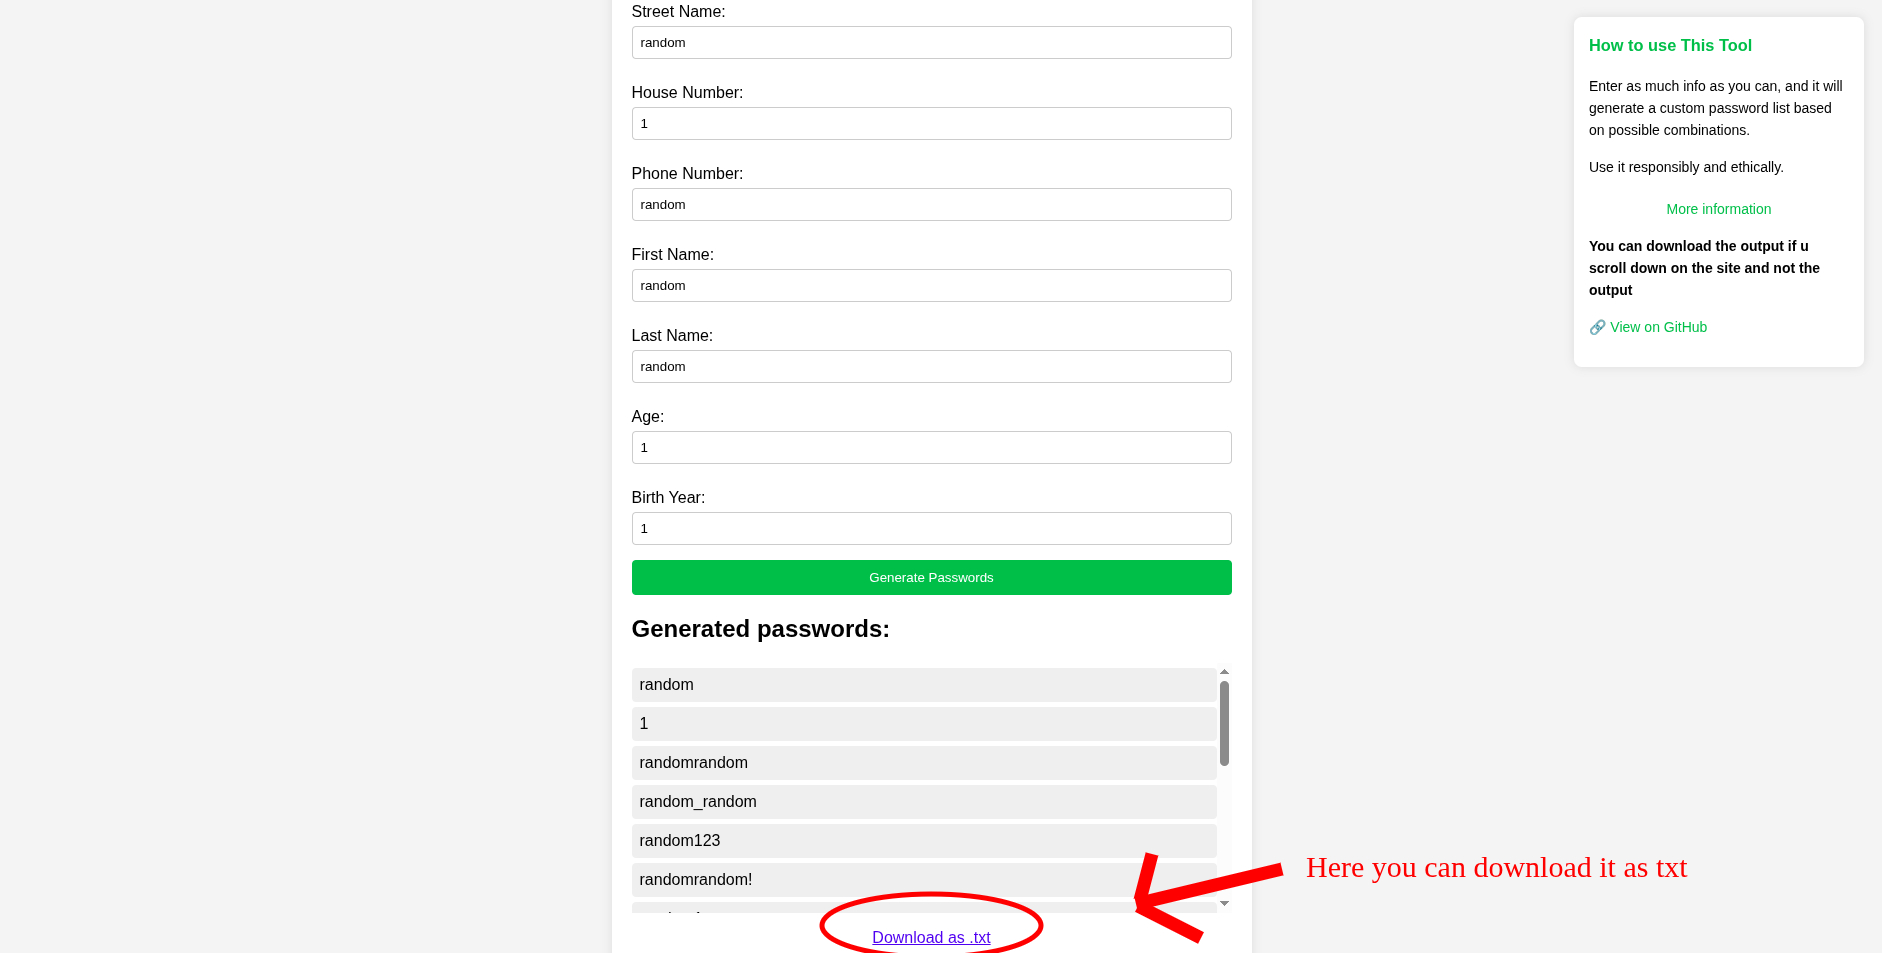 Street Name:
random
House Number:
1
Phone Number:
random
First Name:
random
Last Name:
random
Age:
1
Birth Year:
1
Generate Passwords
Generated passwords:
random
1
randomrandom
random_random
random123
randomrandom!
Download as .txt
Here you can download it as txt
How to use This Tool
Enter as much info as you can, and it will
generate a custom password list based
on possible combinations.
Use it responsibly and ethically.
More information
You can download the output if u
scroll down on the site and not the
output
🔗 View on GitHub